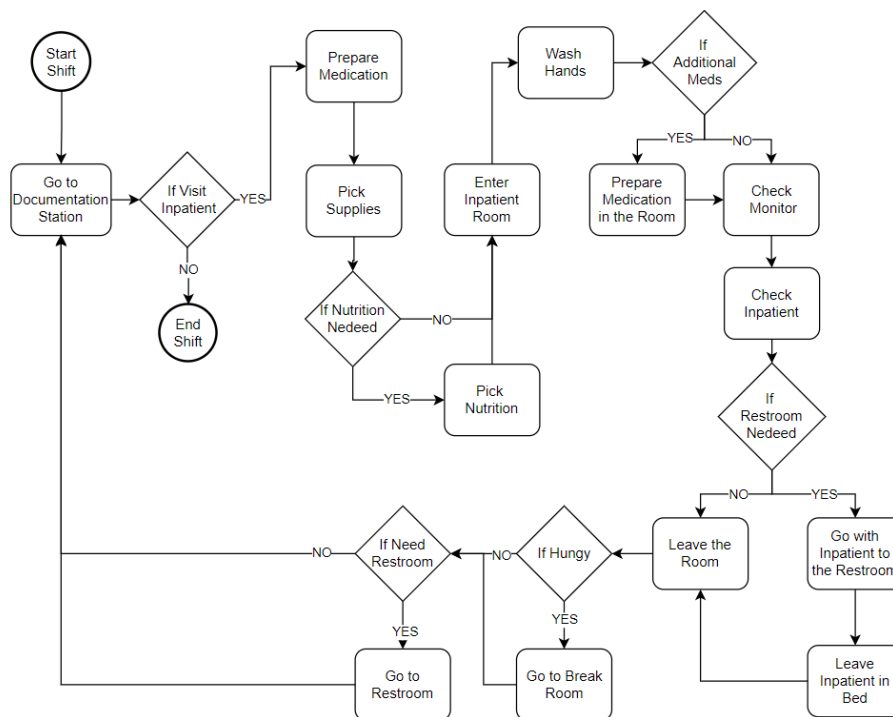 Start
Shift
Prepare
Medication
Wash
Hands
If
Additional
Meds
YES
NO
Go to
Documentation
Station
If Visit
Inpatient
YES
Pick
Supplies
Enter
Inpatient
Room
Prepare
Medication
in the Room
Check
Monitor
NO
End
Shift
If Nutrition
Nedeed
NO
YES
Pick
Nutrition
Check
Inpatient
If
Restroom
Nedeed
NO
YES
Go with
Inpatient to
the Restroom
Leave the
Room
If Hungy
NO
If Need
Restroom
NO
YES
YES
Go to
Restroom
Go to Break
Room
Leave
Inpatient in
Bed